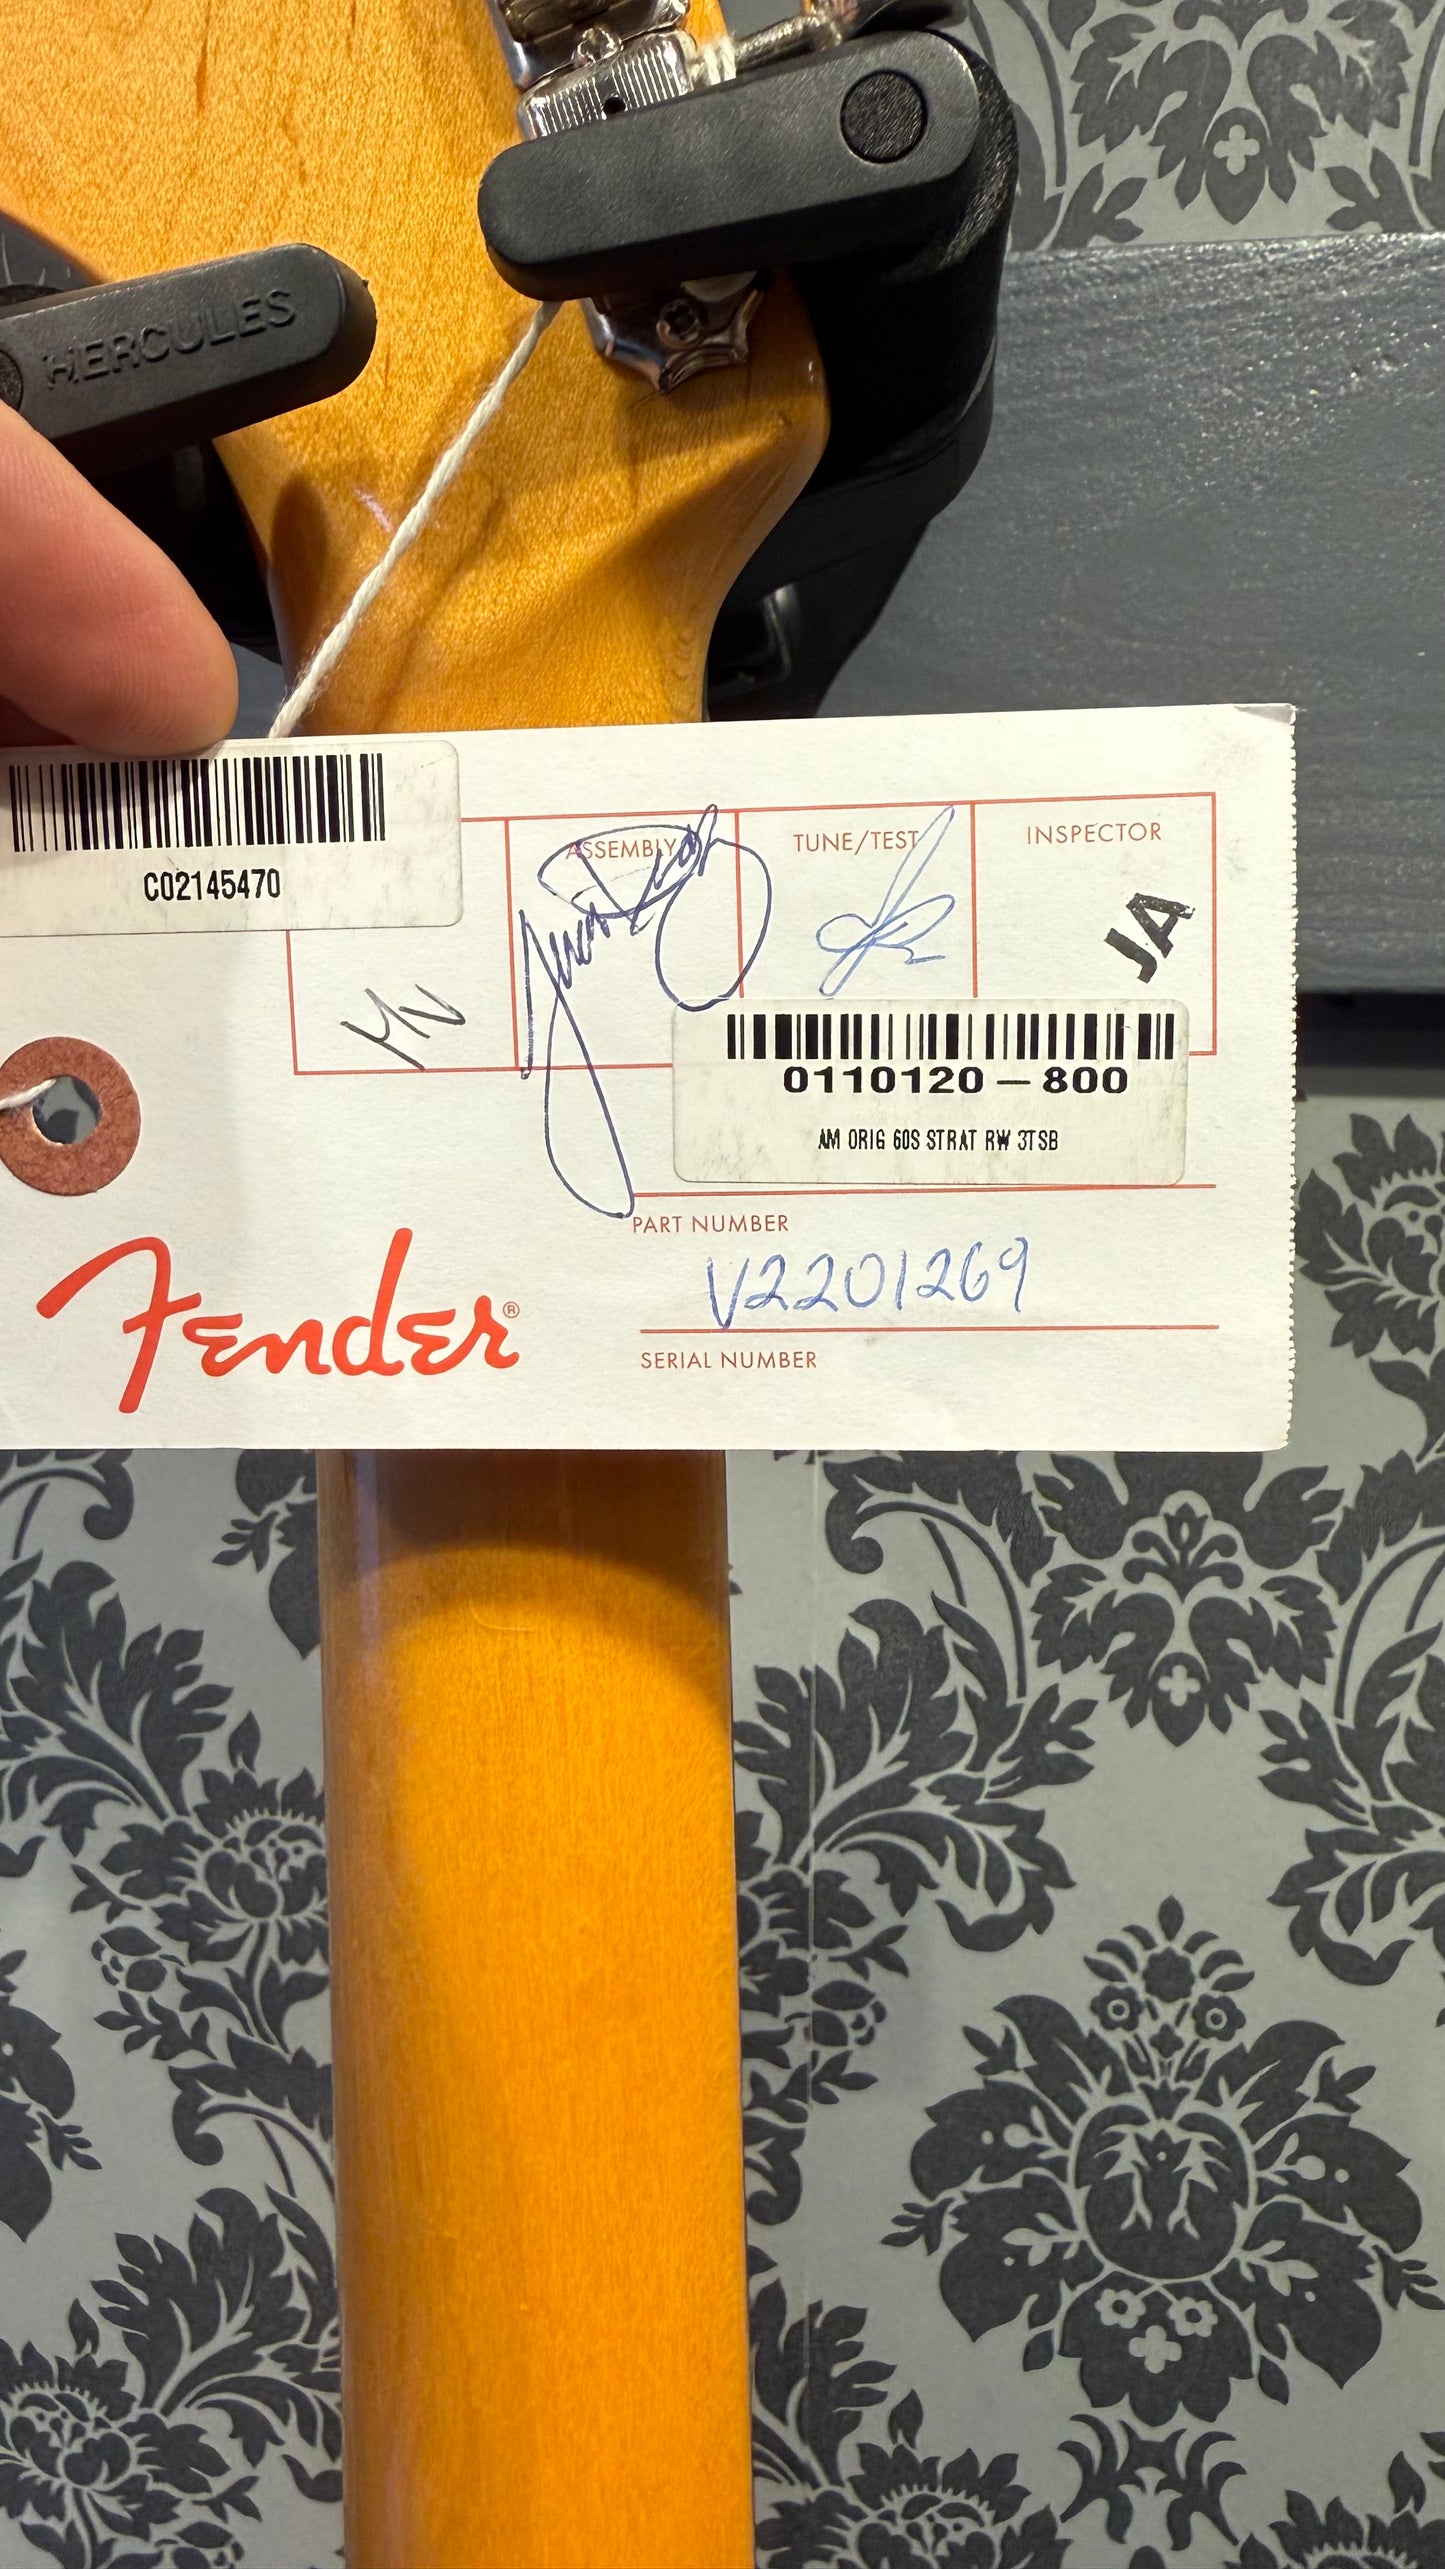 HERCULES
C02145470
ASSEMBLY
TUNE/TEST
INSPECTOR
MV
JA
0110120-800
AM ORIG 60S STRAT RW 3TSB
PART NUMBER
V2201269
SERIAL NUMBER
Fender®